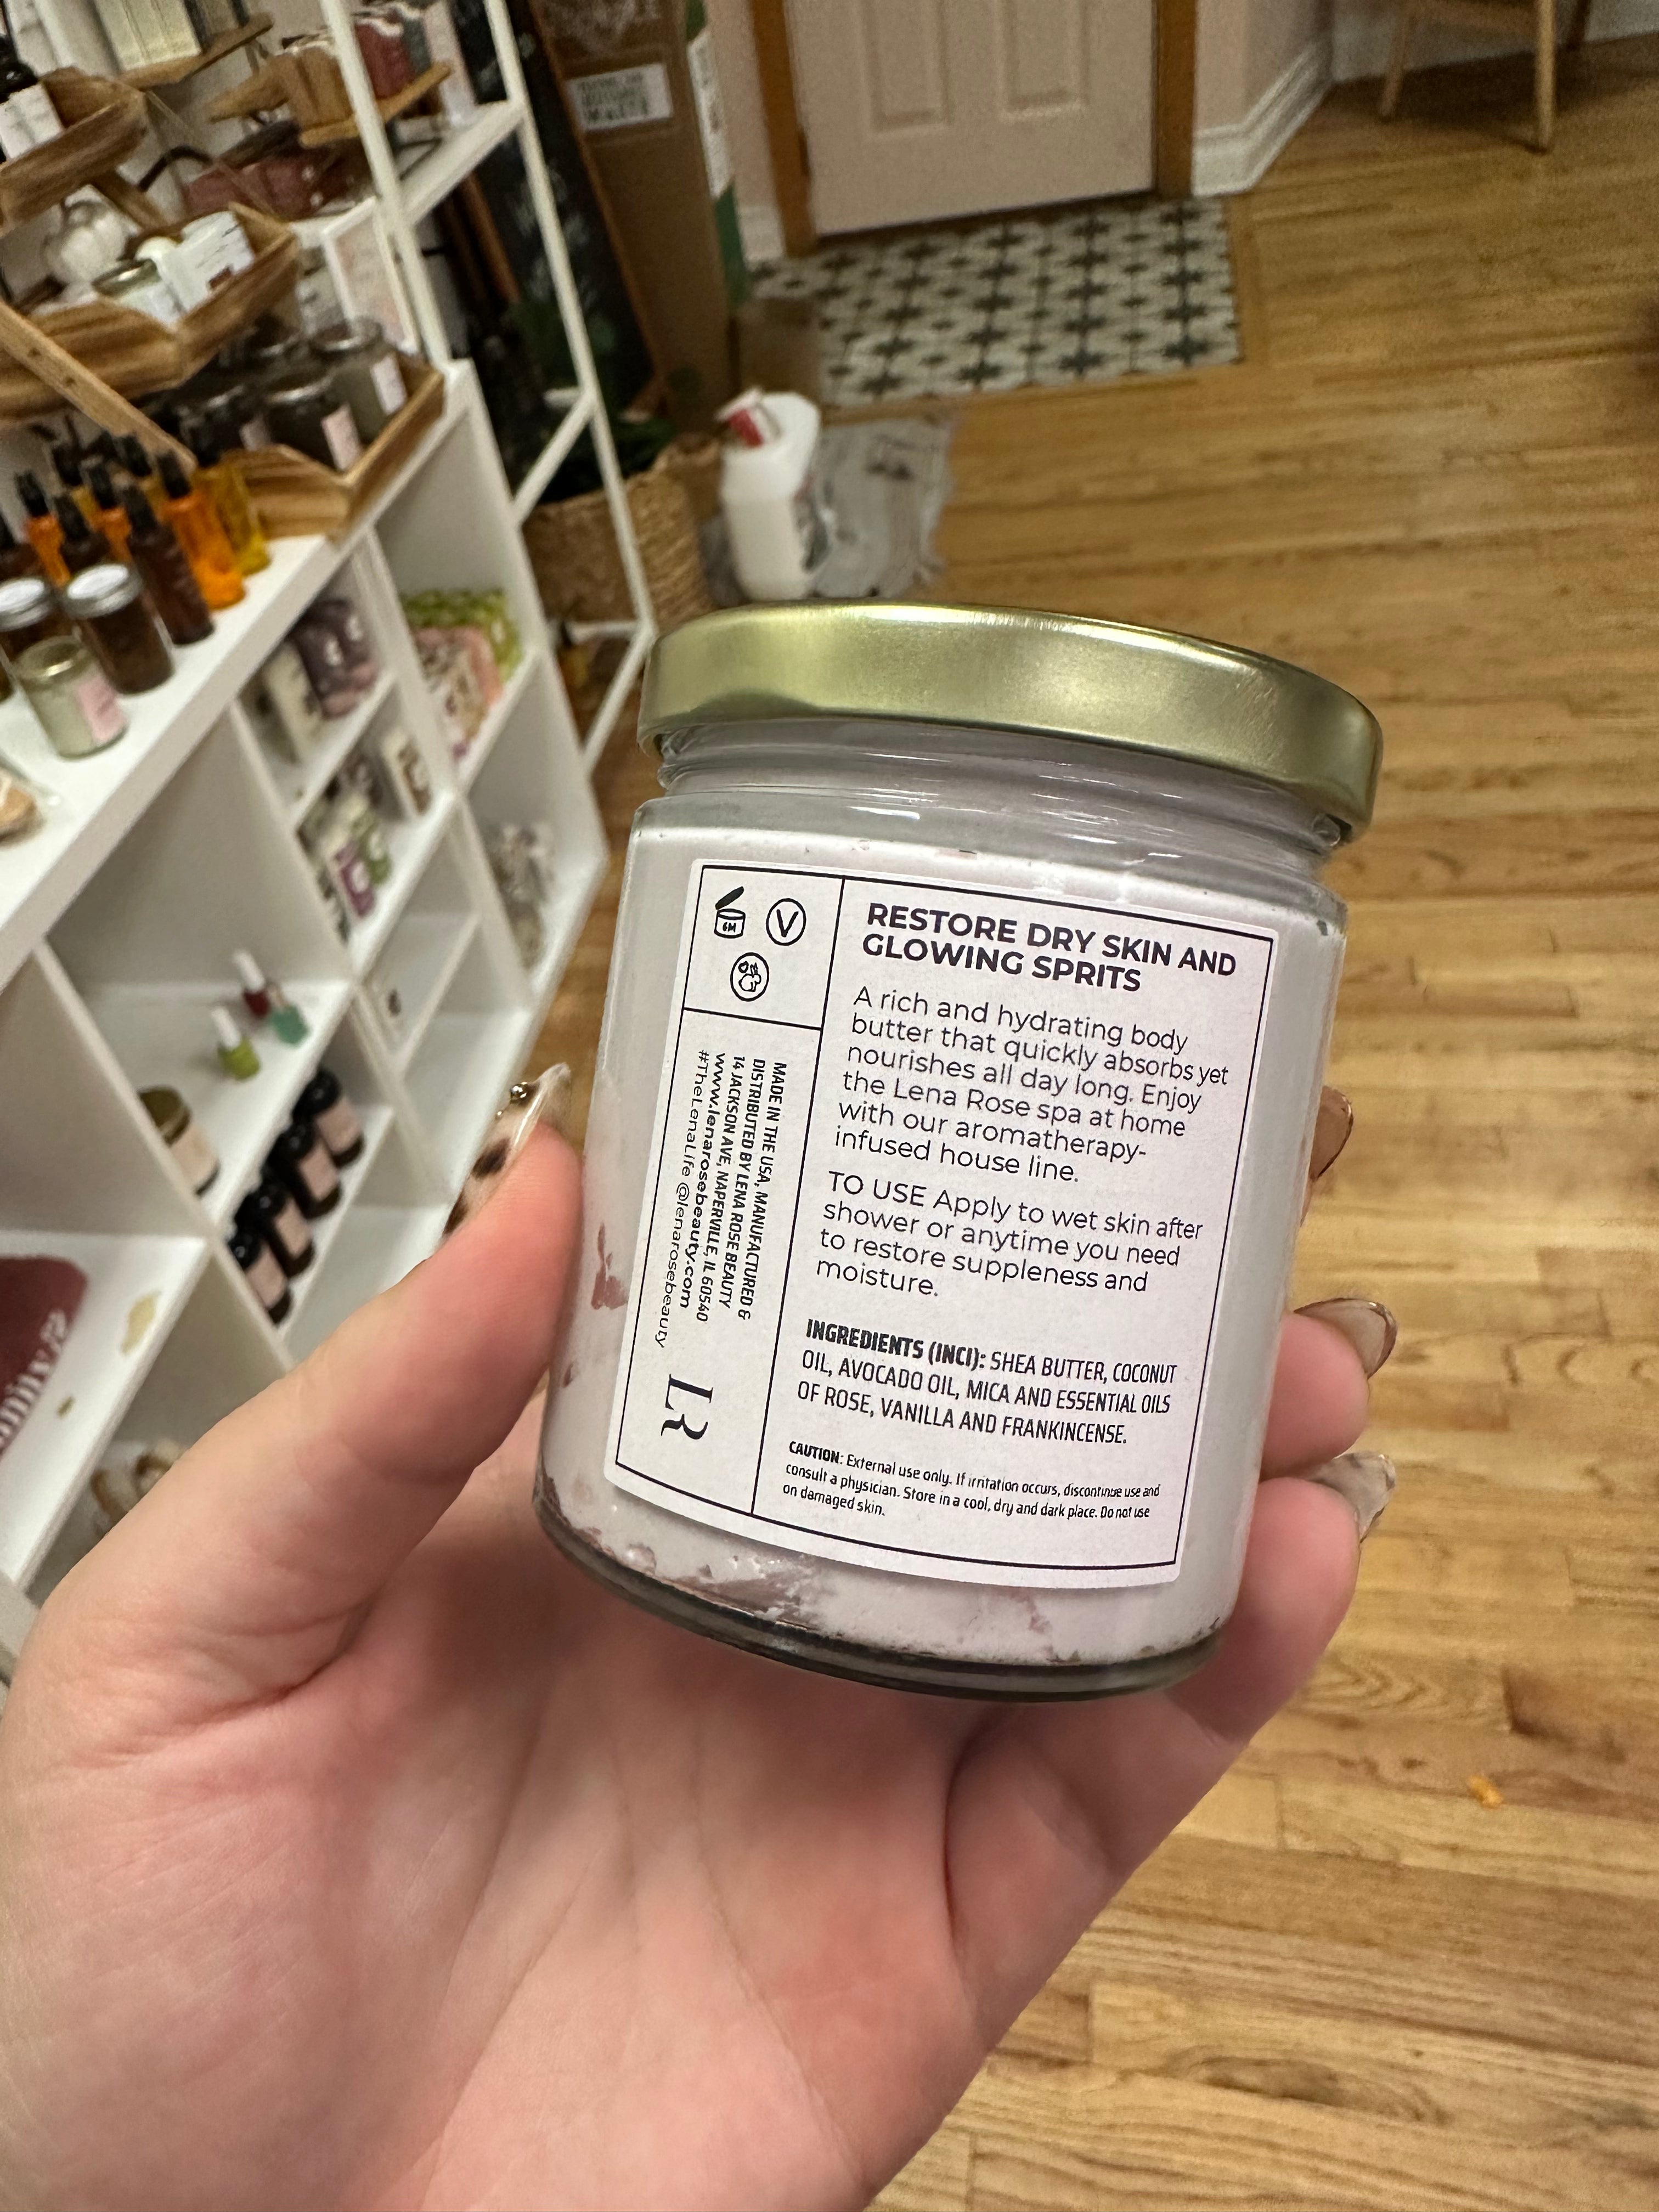 6M
V
RESTORE DRY SKIN AND
GLOWING SPRITS
A rich and hydrating body
butter that quickly absorbs yet
nourishes all day long. Enjoy
the Lena Rose spa at home
with our aromatherapy-
infused house line.
TO USE Apply to wet skin after
shower or anytime you need
to restore suppleness and
moisture.
INGREDIENTS (INCI): SHEA BUTTER, COCONUT
OIL, AVOCADO OIL, MICA AND ESSENTIAL OILS
OF ROSE, VANILLA AND FRANKINCENSE.
CAUTION: External use only. If irritation occurs, discontinue use and
consult a physician. Store in a cool, dry and dark place. Do not use
on damaged skin.
MADE IN THE USA, MANUFACTURED &
DISTRIBUTED BY LENA ROSE BEAUTY
14 JACKSON AVE, NAPERVILLE, IL 60540
www.lenarosebeauty.com
#TheLenaLife @lenarosebeauty
LR